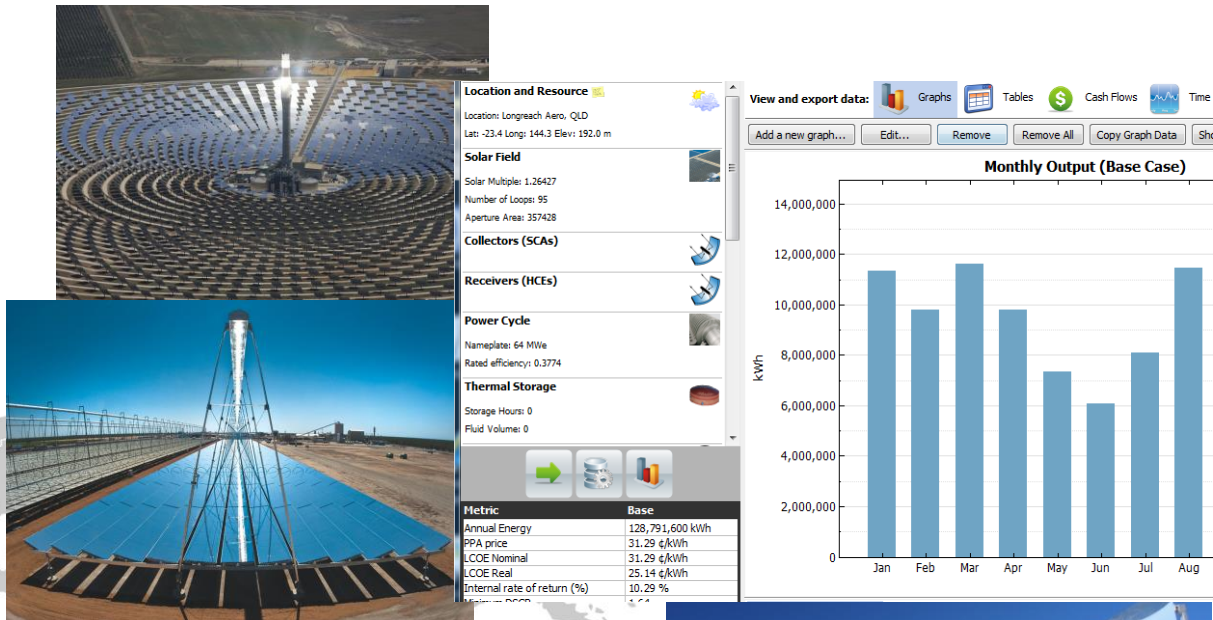 Location and Resource
Location: Longreach Aero, QLD
Lat: -23.4 Long: 144.3 Elev: 192.0 m
Solar Field
Solar Multiple: 1.26427
Number of Loops: 95
Aperture Area: 357428
Collectors (SCAs)
Receivers (HCEs)
Power Cycle
Nameplate: 64 MWe
Rated efficiency: 0.3774
Thermal Storage
Storage Hours: 0
Fluid Volume: 0
Metric Base
Annual Energy 128,791,600 kWh
PPA price 31.29 ¢/kWh
LCOE Nominal 31.29 ¢/kWh
LCOE Real 25.14 ¢/kWh
Internal rate of return (%) 10.29 %
View and export data: Graphs Tables Cash Flows Time
Add a new graph... Edit... Remove Remove All Copy Graph Data
Monthly Output (Base Case)
14,000,000
12,000,000
10,000,000
8,000,000
6,000,000
4,000,000
2,000,000
0
kWh
Jan Feb Mar Apr May Jun Jul Aug